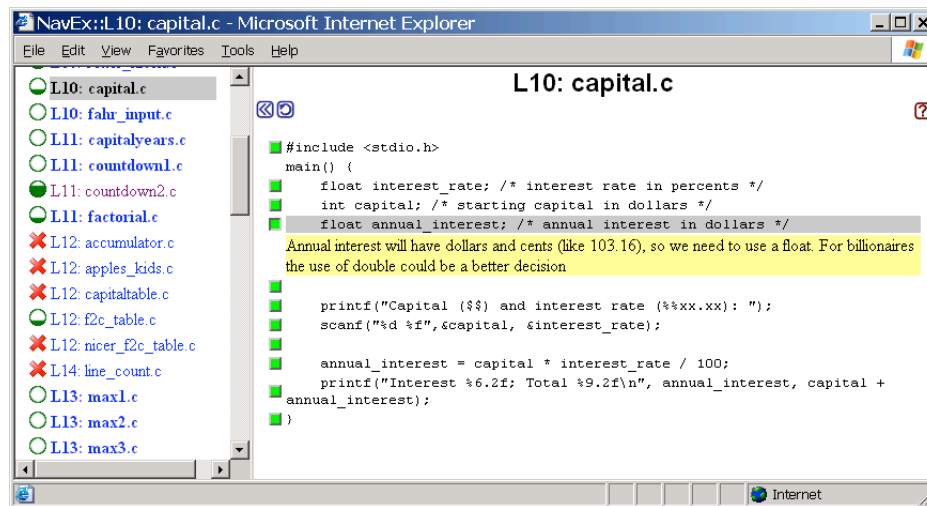 NavEx::L10: capital.c - Microsoft Internet Explorer
File Edit View Favorites Tools Help
L10: capital.c
L10: fahr_input.c
L11: capitalyears.c
L11: countdown1.c
L11: countdown2.c
L11: factorial.c
L12: accumulator.c
L12: apples_kids.c
L12: capitaltable.c
L12: f2c_table.c
L12: nicer_f2c_table.c
L14: line_count.c
L13: max1.c
L13: max2.c
L13: max3.c
L10: capital.c
#include <stdio.h>
main() {
float interest_rate; /* interest rate in percents */
int capital; /* starting capital in dollars */
float annual_interest; /* annual interest in dollars */
Annual interest will have dollars and cents (like 103.16), so we need to use a float. For billionaires
the use of double could be a better decision
printf("Capital ($$) and interest rate (%%xx.xx): ");
scanf("%d %f",&capital, &interest_rate);
annual_interest = capital * interest_rate / 100;
printf("Interest %6.2f; Total %9.2f\n", annual_interest, capital +
annual_interest);
}
Internet